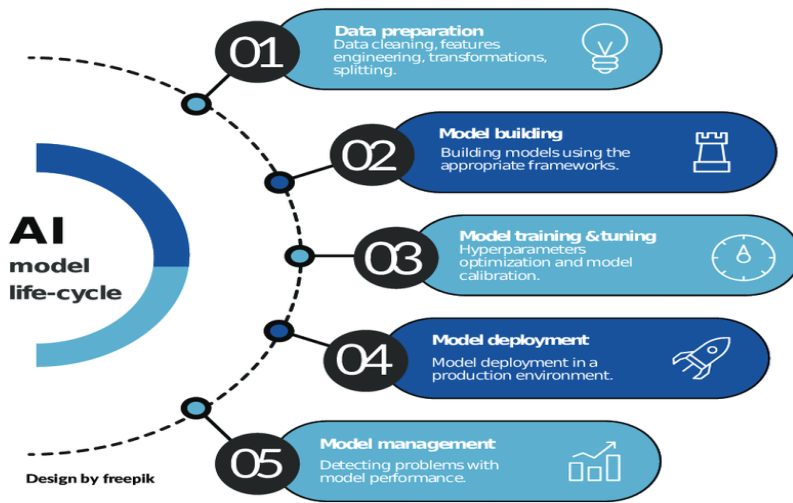 01
Data preparation
Data cleaning, features
engineering, transformations,
splitting.
02
Model building
Building models using the
appropriate frameworks.
AI
model
life-cycle
03
Model training &tuning
Hyperparameters
optimization and model
calibration.
04
Model deployment
Model deployment in a
production environment.
05
Model management
Detecting problems with
model performance.
Design by freepik